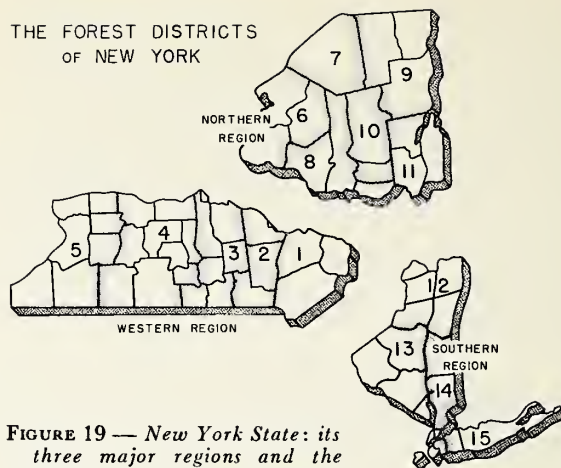 THE FOREST DISTRICTS
OF NEW YORK
7
9
6
NORTHERN
REGION
10
8
11
5
4
3
2
1
WESTERN REGION
12
13
SOUTHERN
REGION
14
15
FIGURE 19 — New York State: its
three major regions and the